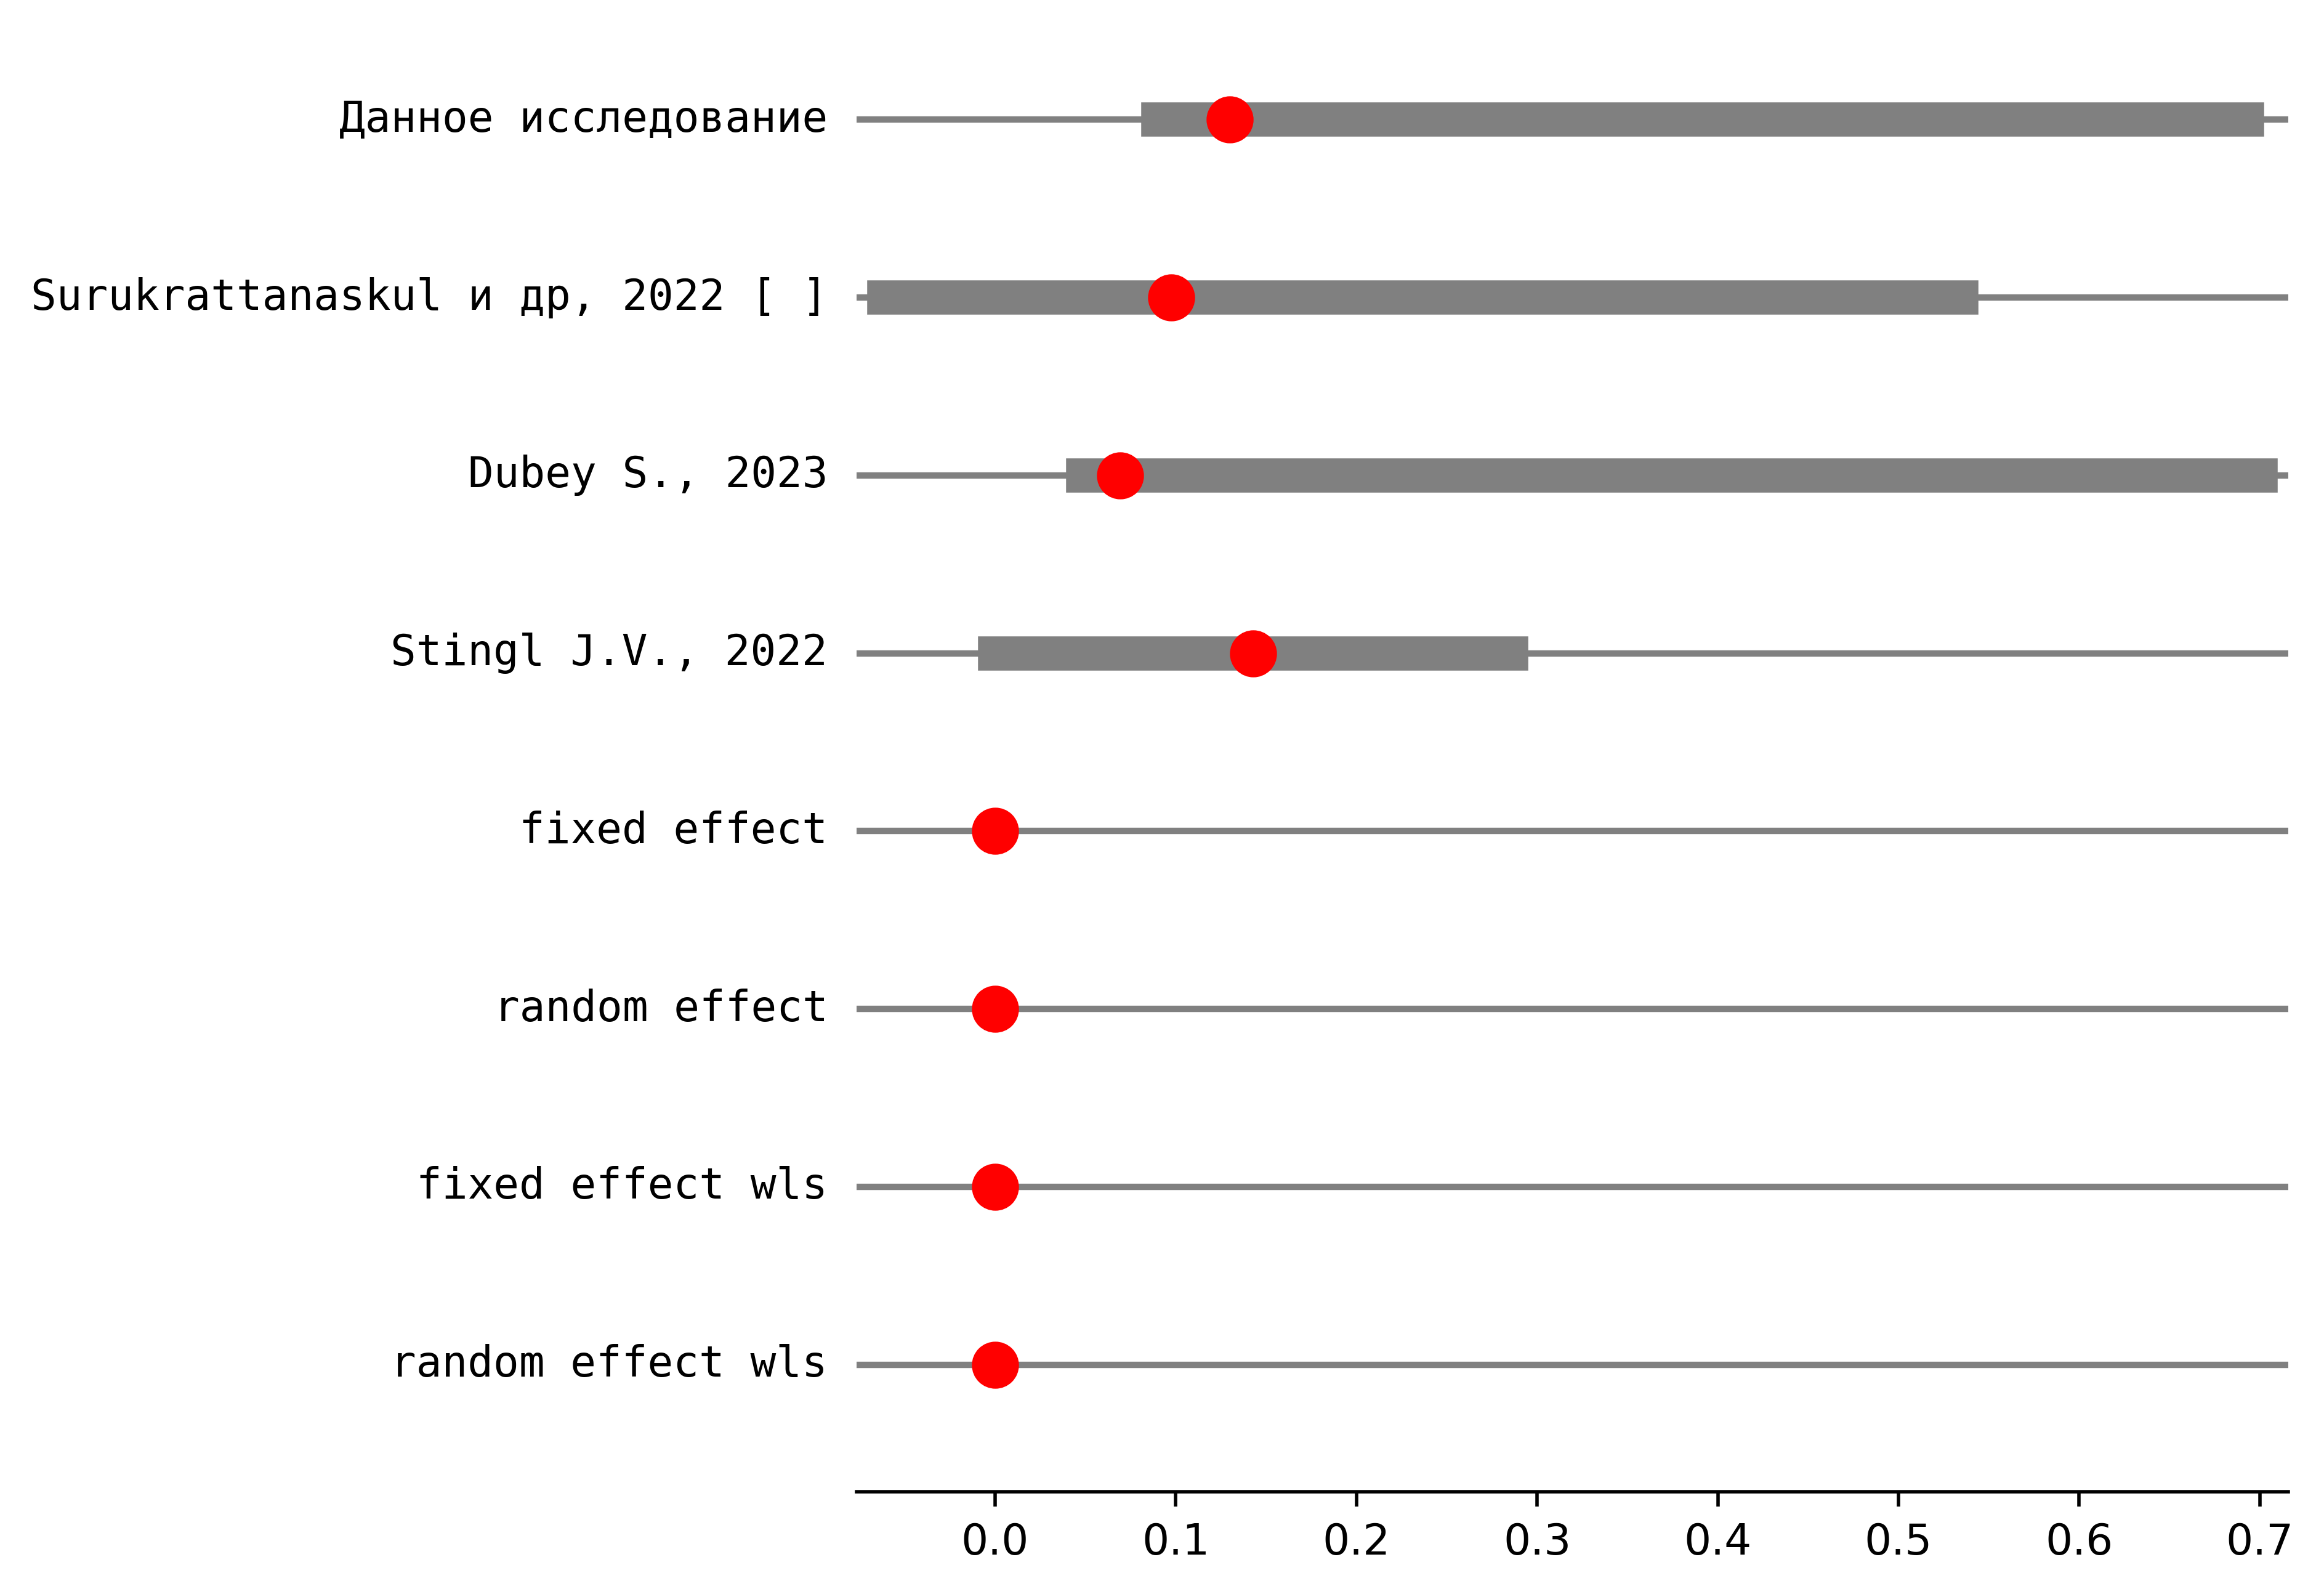 Данное исследование
Surukrattanaskul и др, 2022 [ ]
Dubey S., 2023
Stingl J.V., 2022
fixed effect
random effect
fixed effect wls
random effect wls
0.0 0.1 0.2 0.3 0.4 0.5 0.6 0.7